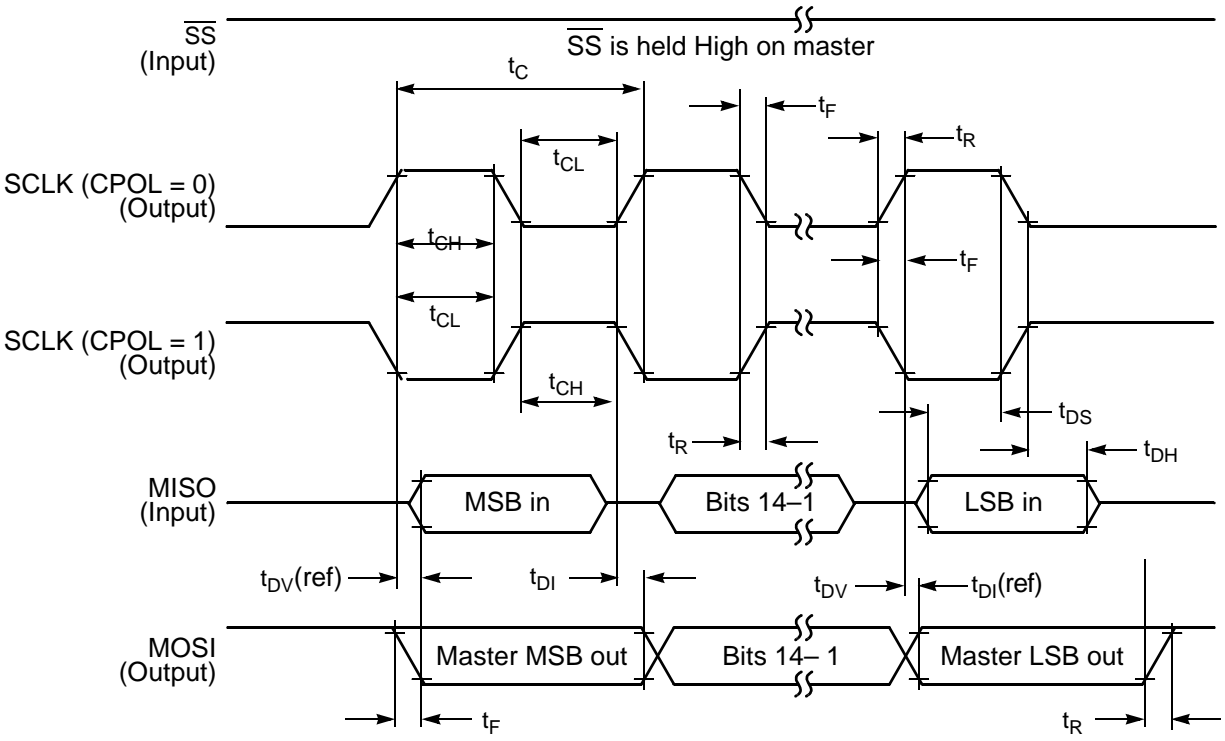 SS
(Input)
SS is held High on master
tC
tF
tR
tCL
SCLK (CPOL = 0)
(Output)
tCH
tF
tCL
SCLK (CPOL = 1)
(Output)
tCH
tDS
tR
tDH
MISO
(Input)
MSB in
Bits 14–1
LSB in
tDV(ref)
tDI
tDV
tDI(ref)
MOSI
(Output)
Master MSB out
Bits 14– 1
Master LSB out
tF
tR